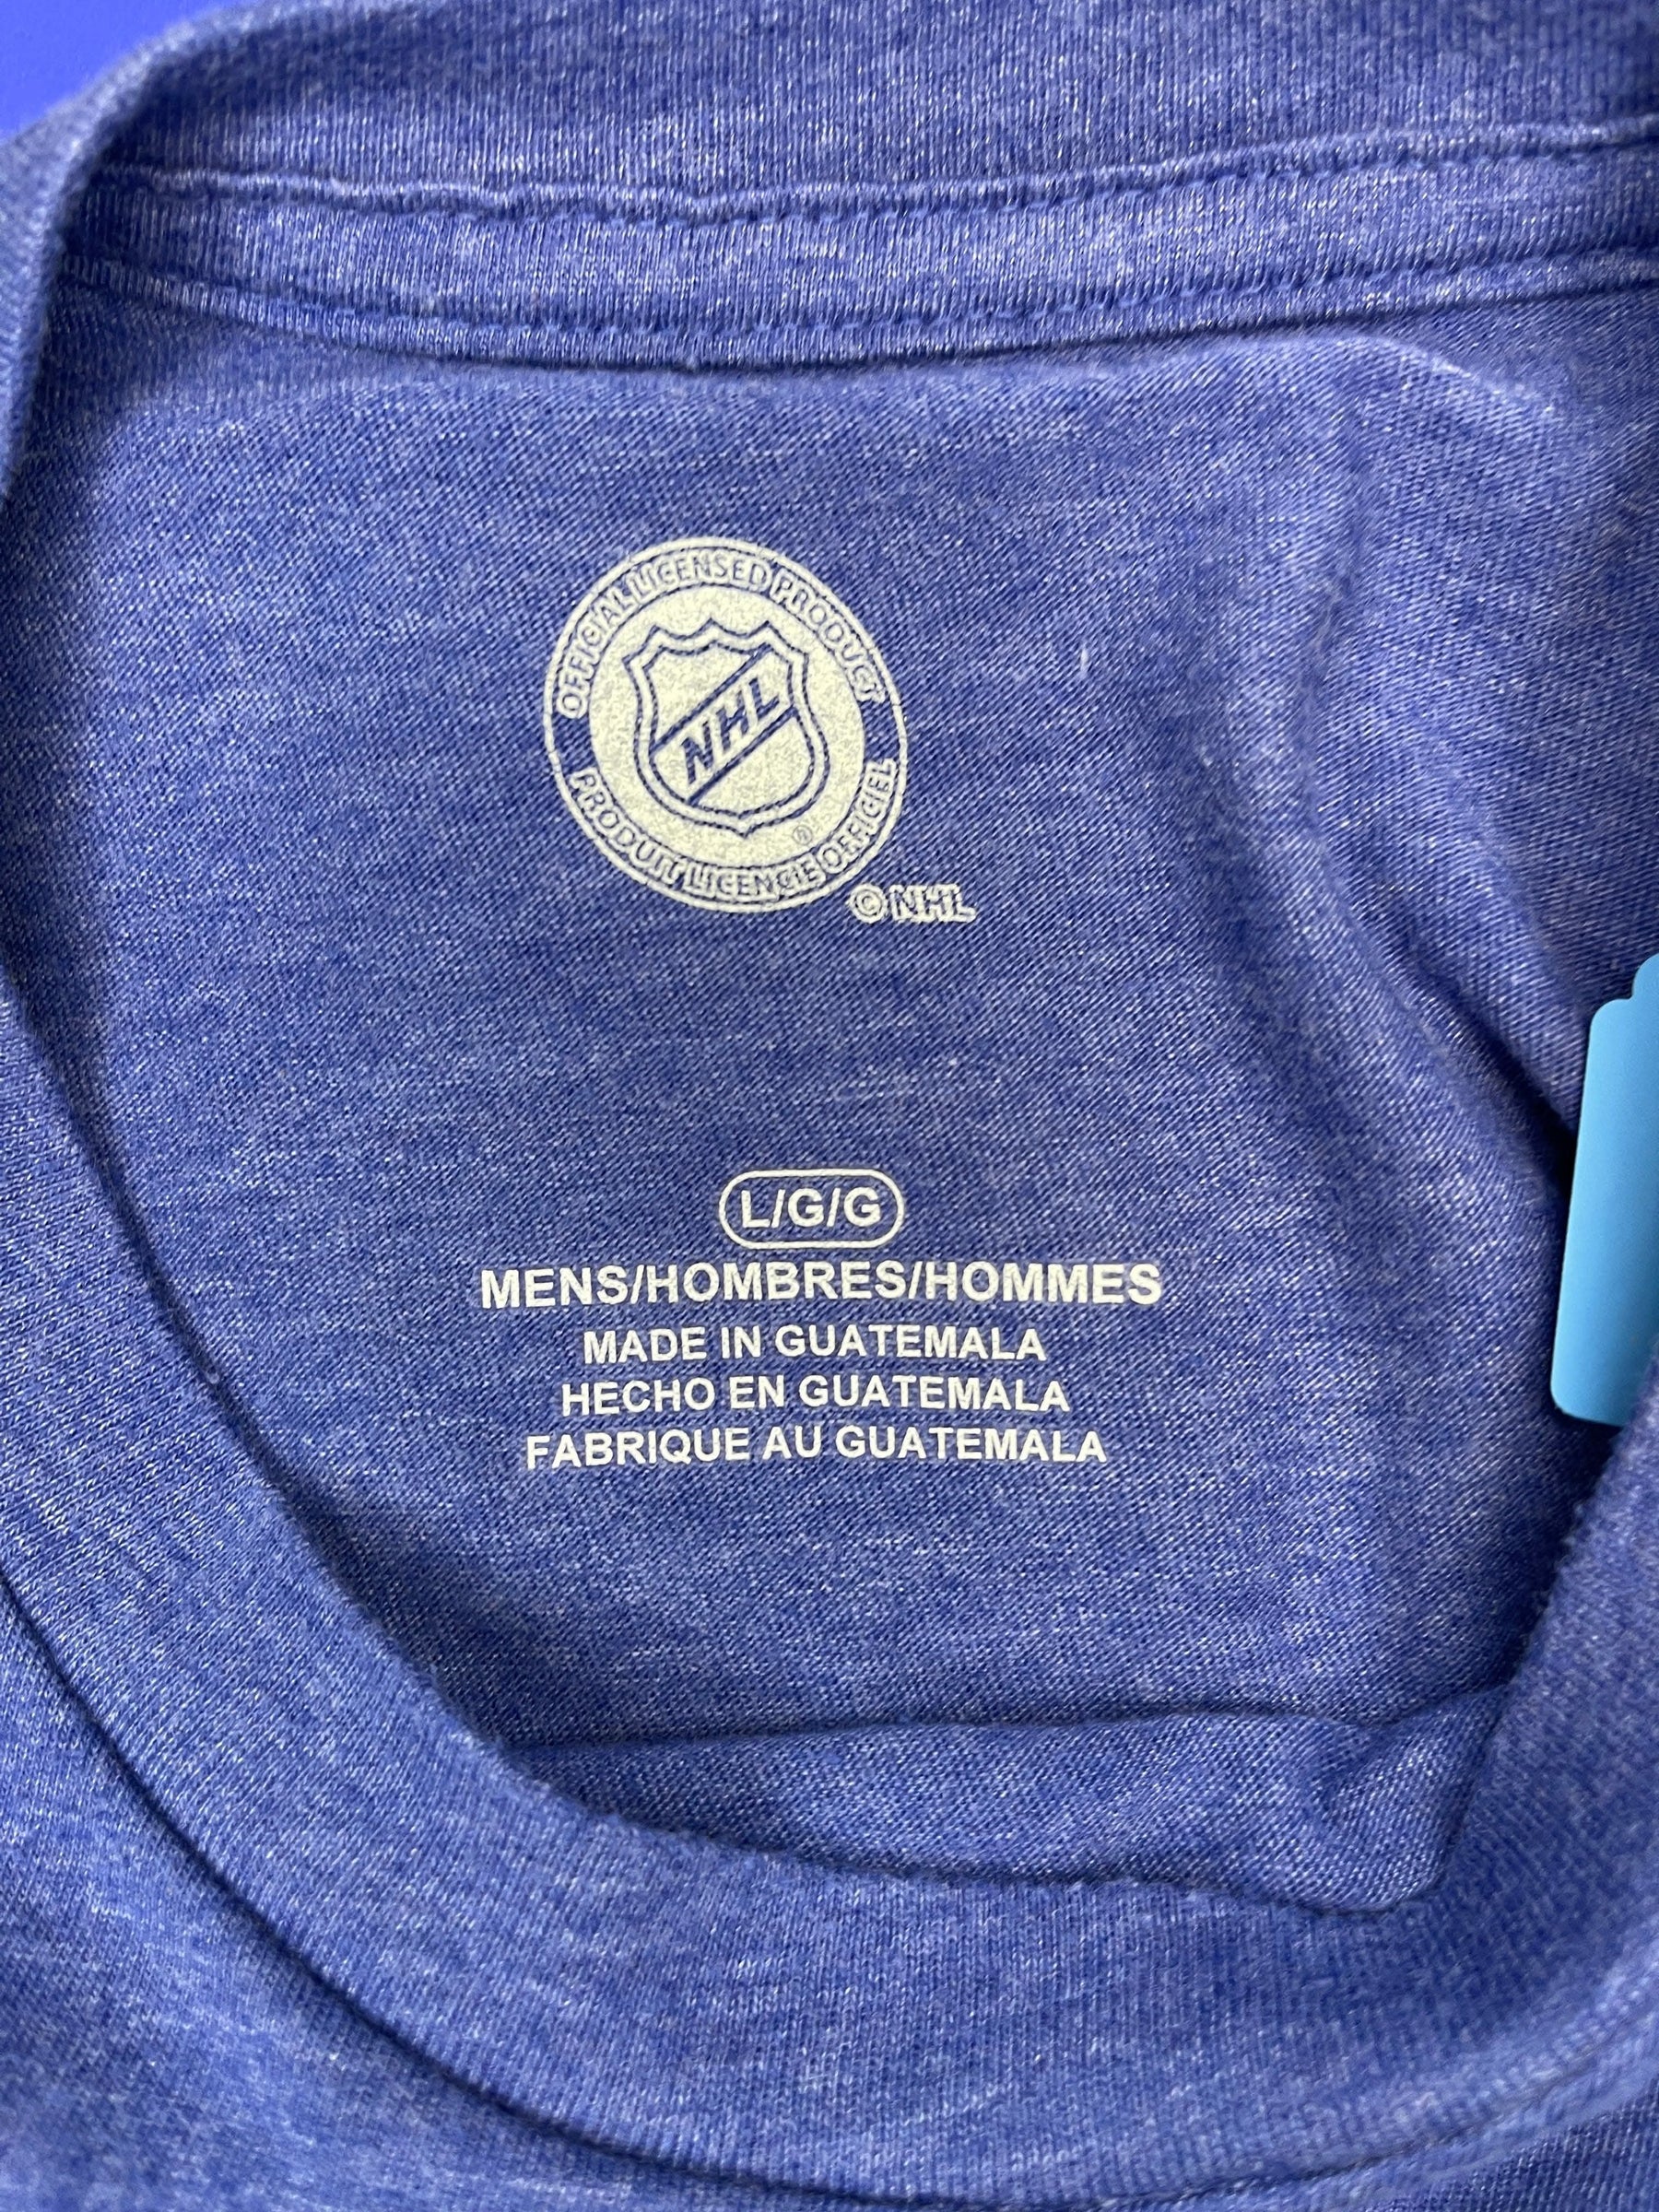 OFFICIAL LICENSED PRODUCT
NHL
®
PRODUIT LICENCIE OFFICIEL
© NHL
L/G/G
MENS/HOMBRES/HOMMES
MADE IN GUATEMALA
HECHO EN GUATEMALA
FABRIQUE AU GUATEMALA